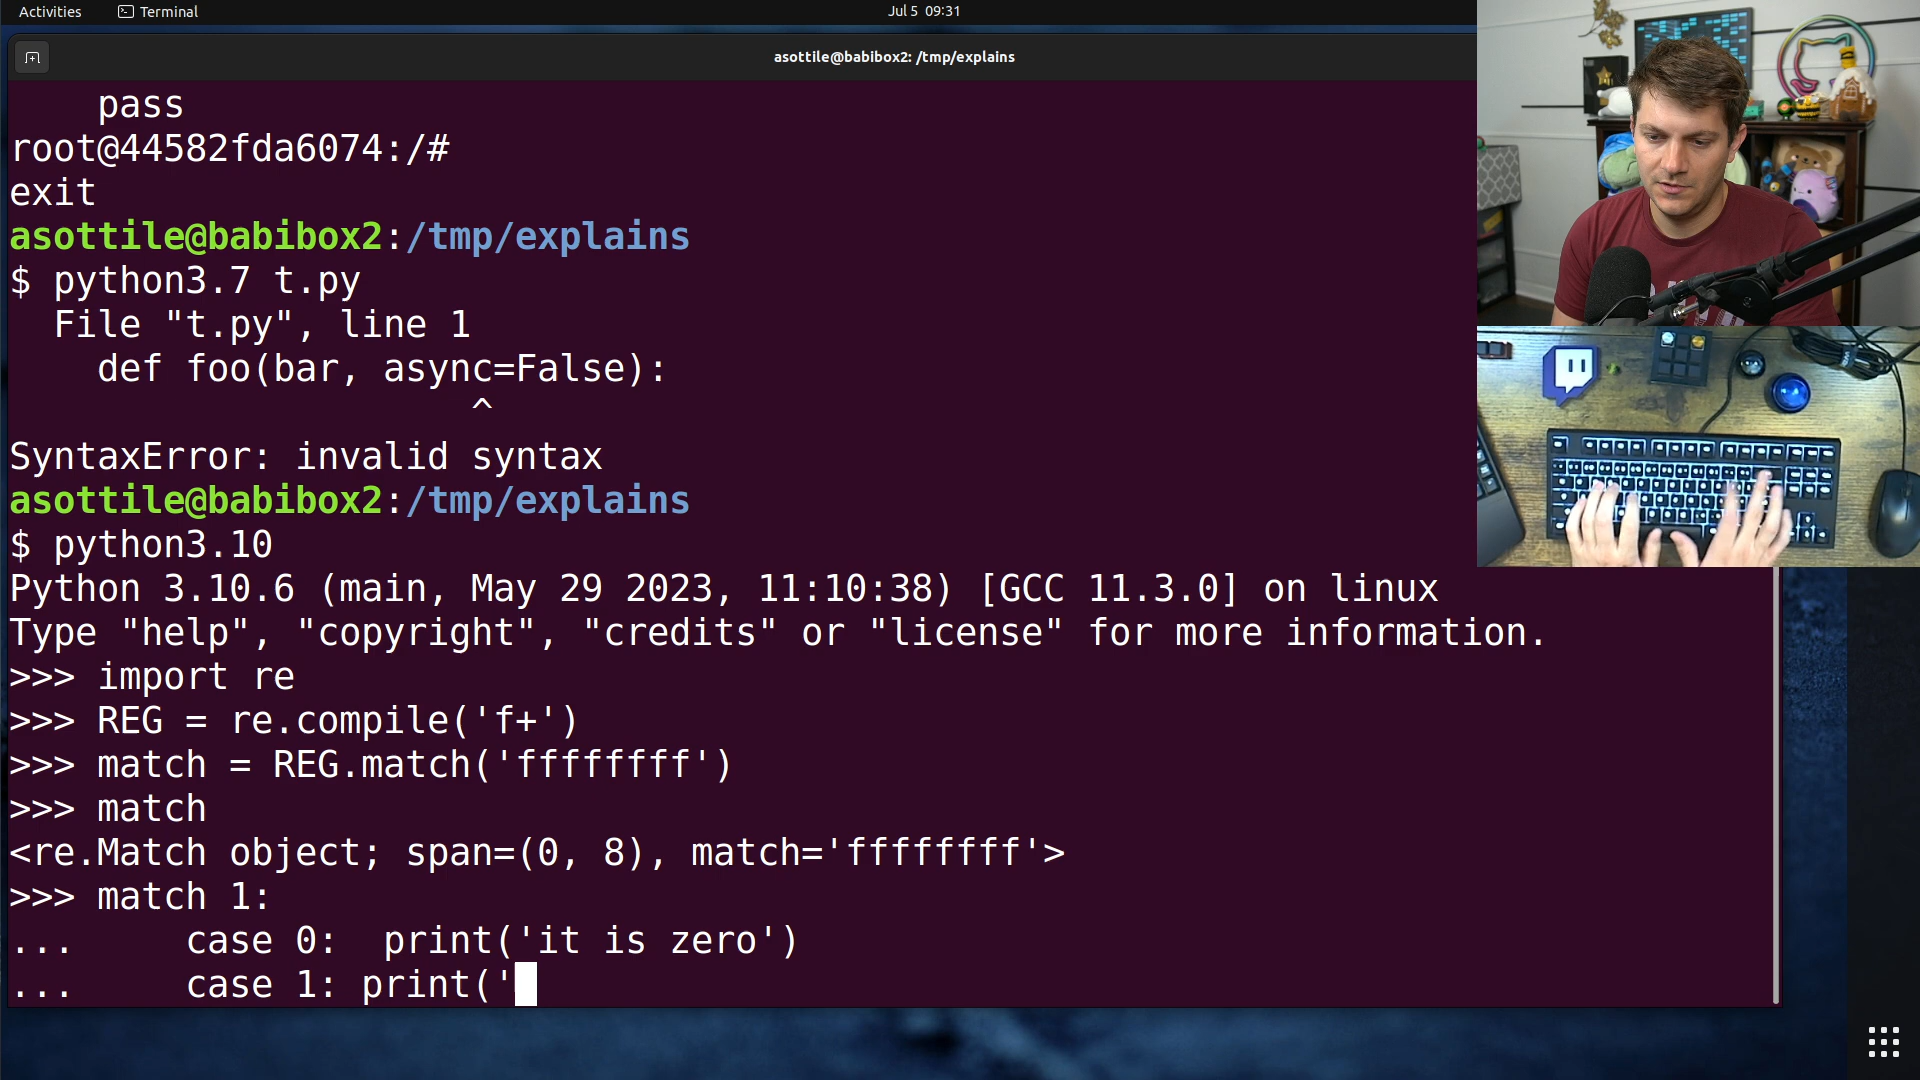 Activities
Terminal
Jul 5 09:31
asottile@babibox2: /tmp/explains
    pass
root@44582fda6074:/#
exit
asottile@babibox2:/tmp/explains
$ python3.7 t.py
  File "t.py", line 1
    def foo(bar, async=False):
                     ^
SyntaxError: invalid syntax
asottile@babibox2:/tmp/explains
$ python3.10
Python 3.10.6 (main, May 29 2023, 11:10:38) [GCC 11.3.0] on linux
Type "help", "copyright", "credits" or "license" for more information.
>>> import re
>>> REG = re.compile('f+')
>>> match = REG.match('ffffffff')
>>> match
<re.Match object; span=(0, 8), match='ffffffff'>
>>> match 1:
...     case 0:  print('it is zero')
...     case 1: print('